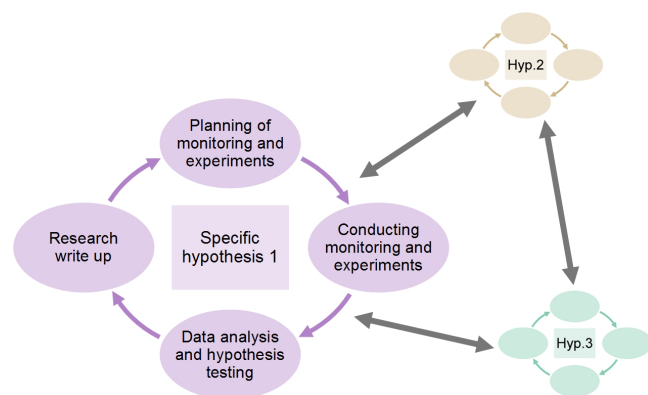 Hyp.2
Planning of
monitoring and
experiments
Research
write up
Specific
hypothesis 1
Conducting
monitoring and
experiments
Data analysis
and hypothesis
testing
Hyp.3